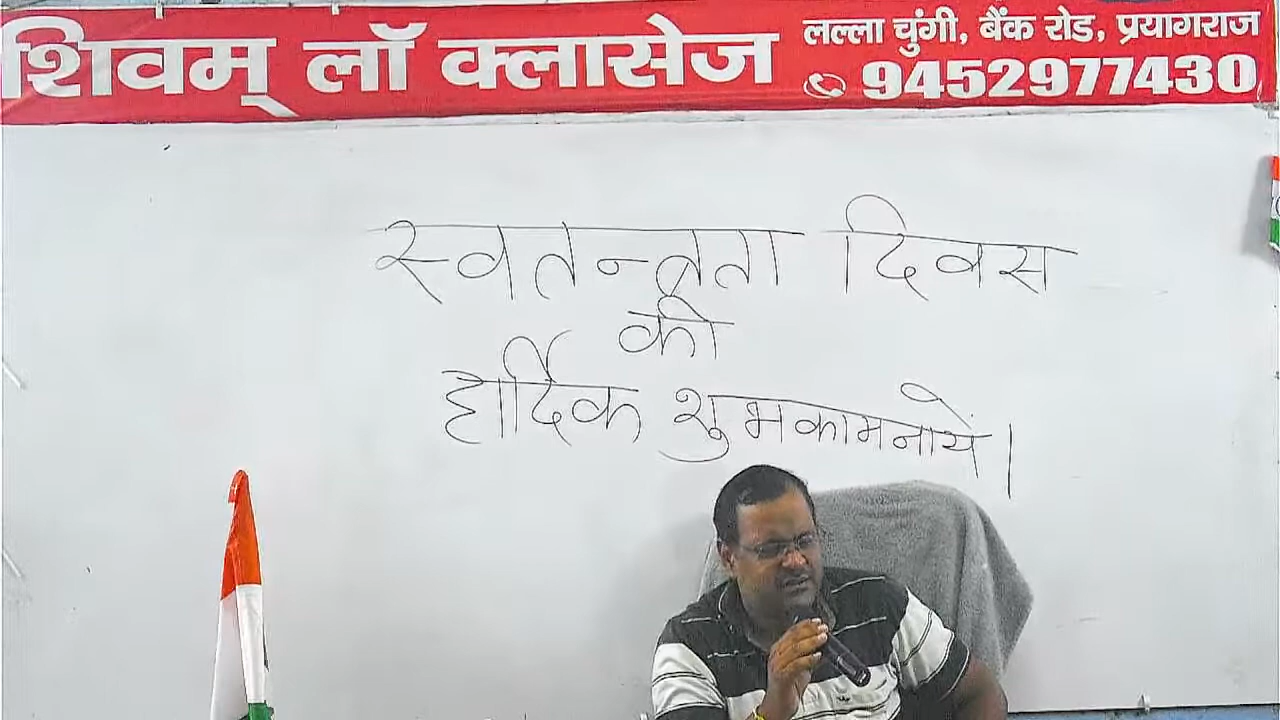 शिवम् लॉ क्लासेज
लल्ला चुंगी, बैंक रोड, प्रयागराज
9452977430
स्वतन्त्रता दिवस
की
हार्दिक शुभकामनायें।